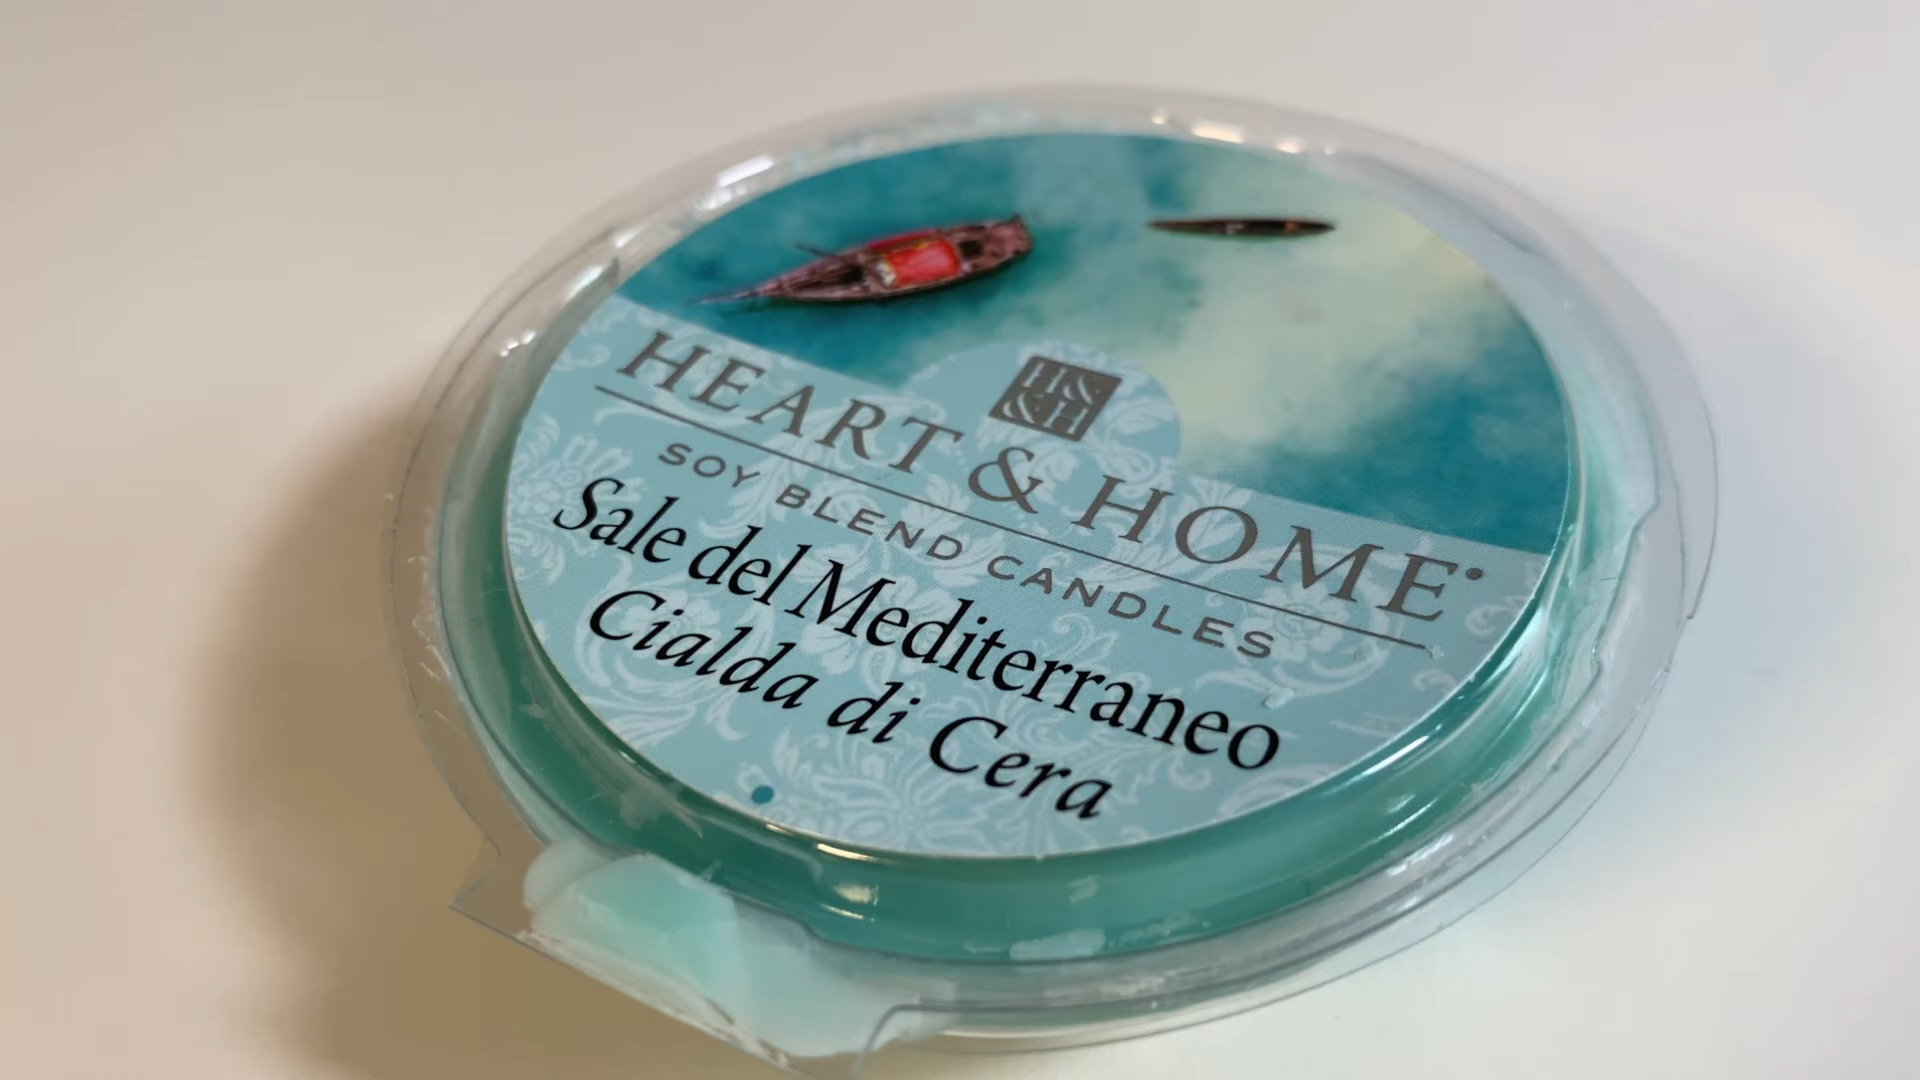 HEART & HOME
SOY BLEND CANDLES
Sale del Mediterraneo
Cialda di Cera